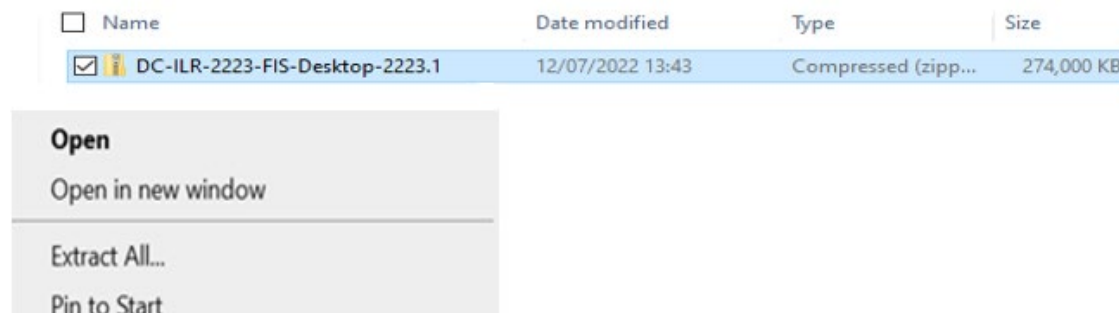 Name Date modified Type Size
DC-ILR-2223-FIS-Desktop-2223.1 12/07/2022 13:43 Compressed (zipp... 274,000 KB
Open
Open in new window
Extract All...
Pin to Start